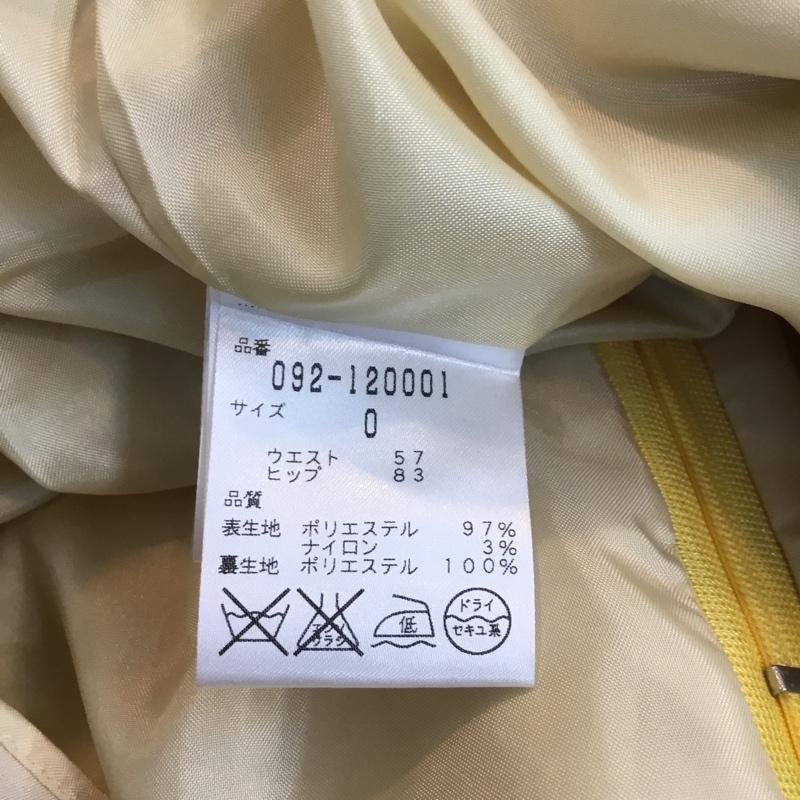 品番
092-120001
サイズ
0
ウエスト 57
ヒップ 83
品質
表生地 ポリエステル 97%
ナイロン 3%
裏生地 ポリエステル 100%
低
ドライ
セキユ系